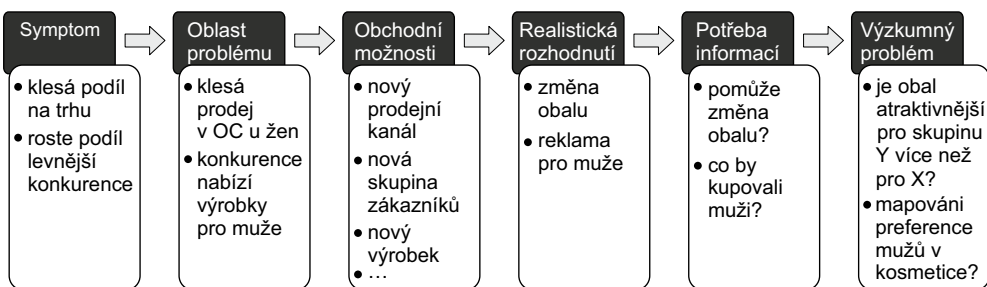 Symptom
klesá podíl
na trhu
roste podíl
levnější
konkurence
Oblast
problému
klesá
prodej
v OC u žen
konkurence
nabízí
výrobky
pro muže
Obchodní
možnosti
nový
prodejní
kanál
nová
skupina
zákazníků
nový
výrobek
…
Realistická
rozhodnutí
změna
obalu
reklama
pro muže
Potřeba
informací
pomůže
změna
obalu?
co by
kupovali
muži?
Výzkumný
problém
je obal
atraktivnější
pro skupinu
Y více než
pro X?
mapováni
preference
mužů v
kosmetice?